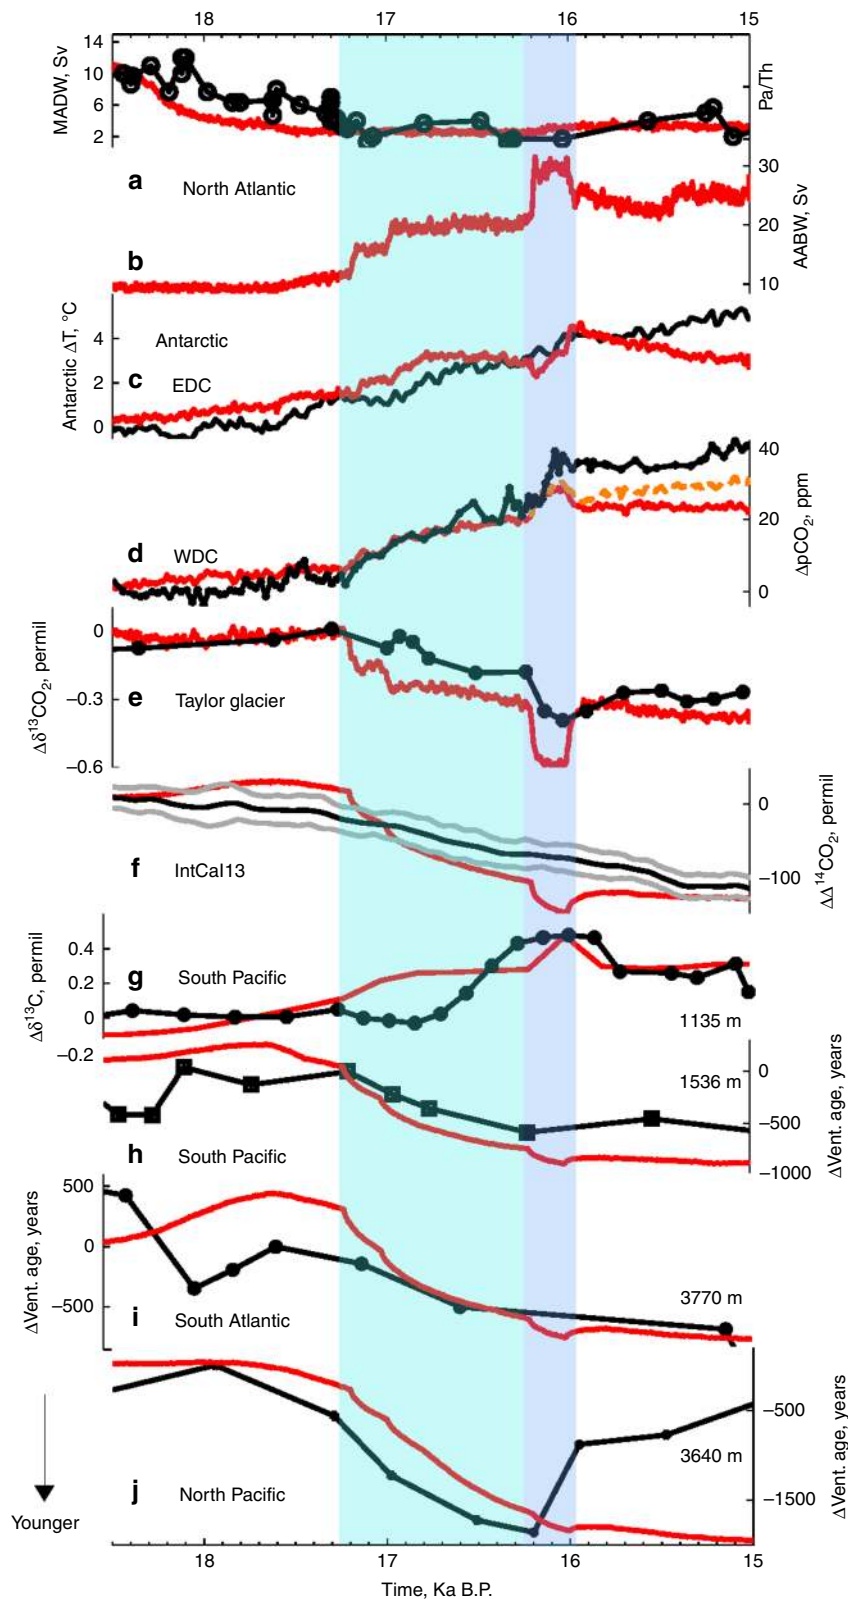 18 17 16 15
14
10
6
2
MADW, Sv
Pa/Th
a North Atlantic
30
20
10
AABW, Sv
b
Antarctic ΔT, °C
4
2
0
Antarctic
c EDC
40
20
0
ΔpCO2, ppm
d WDC
Δδ13CO2, permil
0
−0.3
−0.6
e Taylor glacier
0
−100
ΔΔ14CO2, permil
f IntCal13
Δδ13C, permil
0.4
0.2
0
−0.2
g South Pacific
1135 m
1536 m
0
−500
−1000
ΔVent. age, years
h South Pacific
ΔVent. age, years
500
0
−500
3770 m
i South Atlantic
−500
−1500
ΔVent. age, years
3640 m
j North Pacific
Younger
18 17 16 15
Time, Ka B.P.